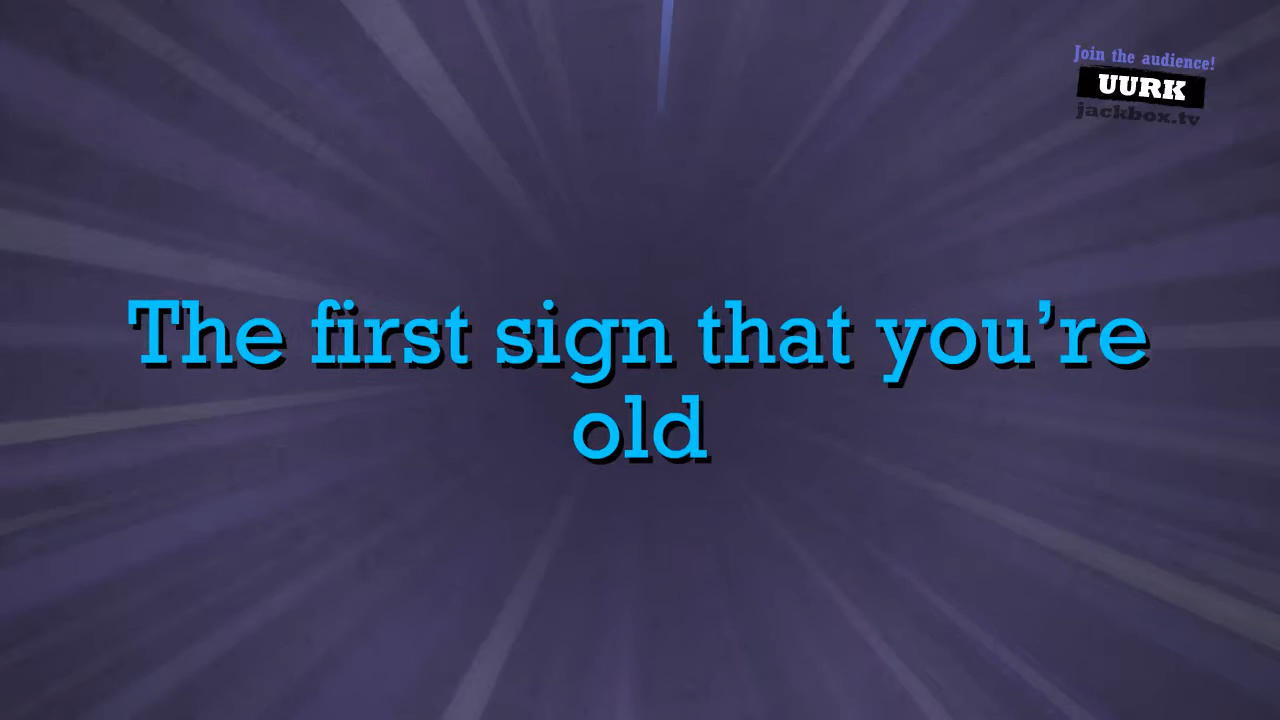 Join the audience!
UURK
jackbox.tv
The first sign that you’re
old